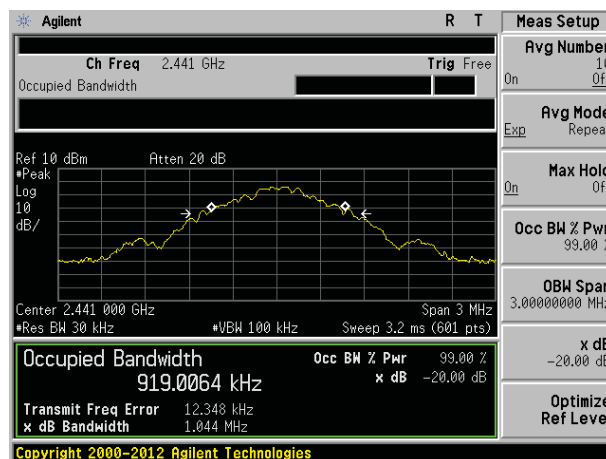 Agilent R T
Ch Freq 2.441 GHz Trig Free
Occupied Bandwidth
Ref 10 dBm Atten 20 dB
#Peak
Log
10
dB/
Center 2.441 000 GHz Span 3 MHz
#Res BW 30 kHz #VBW 100 kHz Sweep 3.2 ms (601 pts)
Occupied Bandwidth
919.0064 kHz
Occ BW % Pwr 99.00 %
x dB -20.00 dB
Transmit Freq Error 12.348 kHz
x dB Bandwidth 1.044 MHz
Copyright 2000-2012 Agilent Technologies
Meas Setup
Avg Number
On
Avg Mode
Exp Repea
Max Hold
On Of
Occ BW % Pwr
99.00 %
OBW Span
3.00000000 MHz
x dB
-20.00 dB
Optimize
Ref Leve